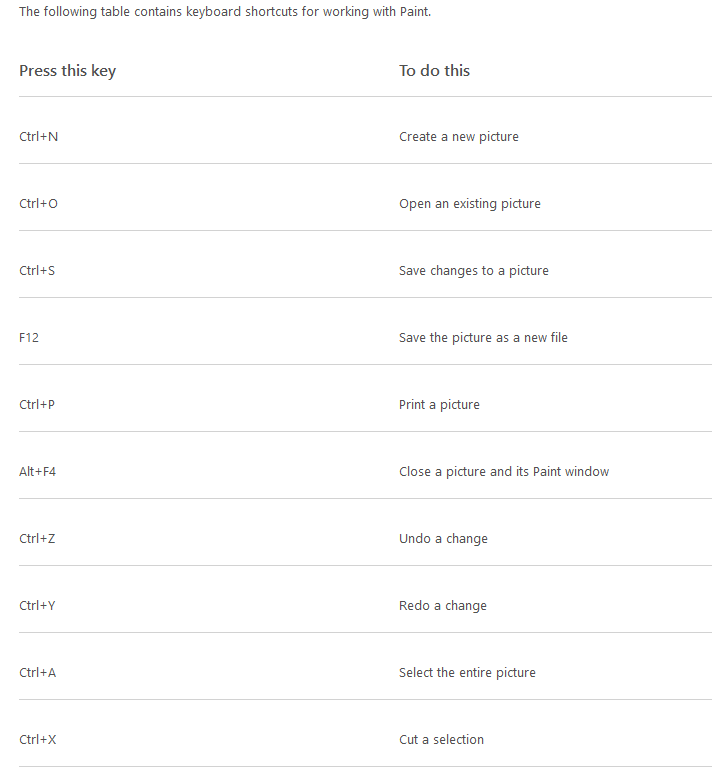 The following table contains keyboard shortcuts for working with Paint.
Press this key To do this
Ctrl+N Create a new picture
Ctrl+O Open an existing picture
Ctrl+S Save changes to a picture
F12 Save the picture as a new file
Ctrl+P Print a picture
Alt+F4 Close a picture and its Paint window
Ctrl+Z Undo a change
Ctrl+Y Redo a change
Ctrl+A Select the entire picture
Ctrl+X Cut a selection